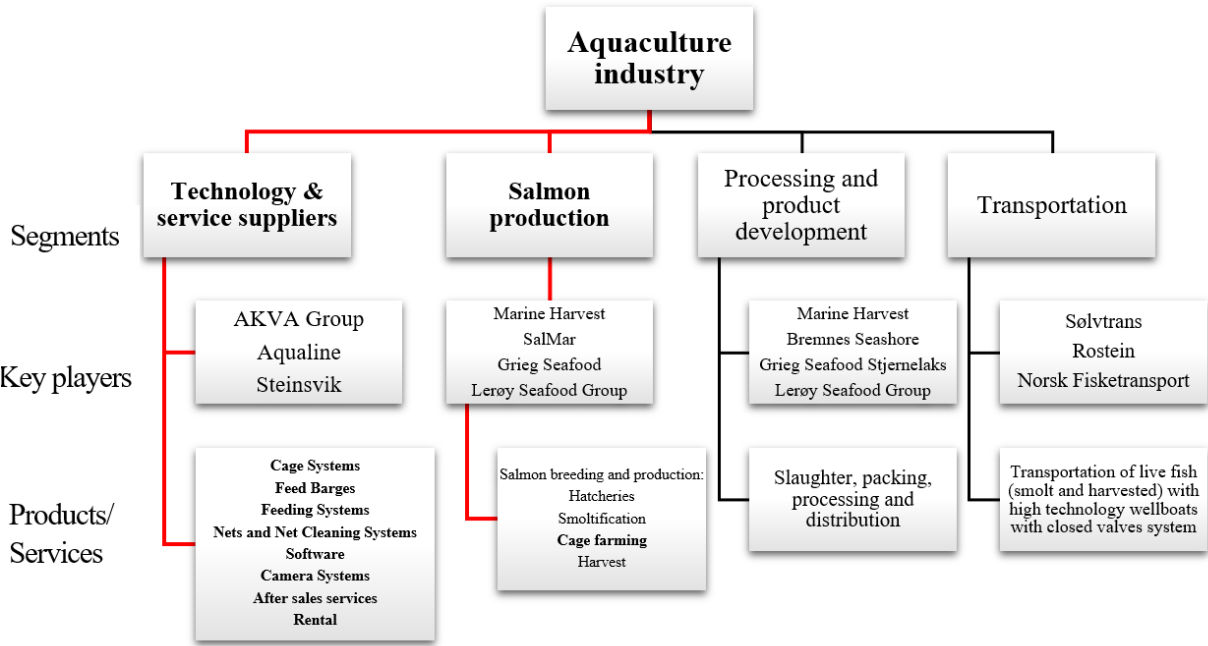 Aquaculture
industry
Segments
Technology &
service suppliers
Salmon
production
Processing and
product
development
Transportation
Key players
AKVA Group
Aqualine
Steinsvik
Marine Harvest
SalMar
Grieg Seafood
Lerøy Seafood Group
Marine Harvest
Bremnes Seashore
Grieg Seafood Stjernelaks
Lerøy Seafood Group
Sølvtrans
Rostein
Norsk Fisketransport
Products/
Services
Cage Systems
Feed Barges
Feeding Systems
Nets and Net Cleaning Systems
Software
Camera Systems
After sales services
Rental
Salmon breeding and production:
Hatcheries
Smoltification
Cage farming
Harvest
Slaughter, packing,
processing and
distribution
Transportation of live fish
(smolt and harvested) with
high technology wellboats
with closed valves system